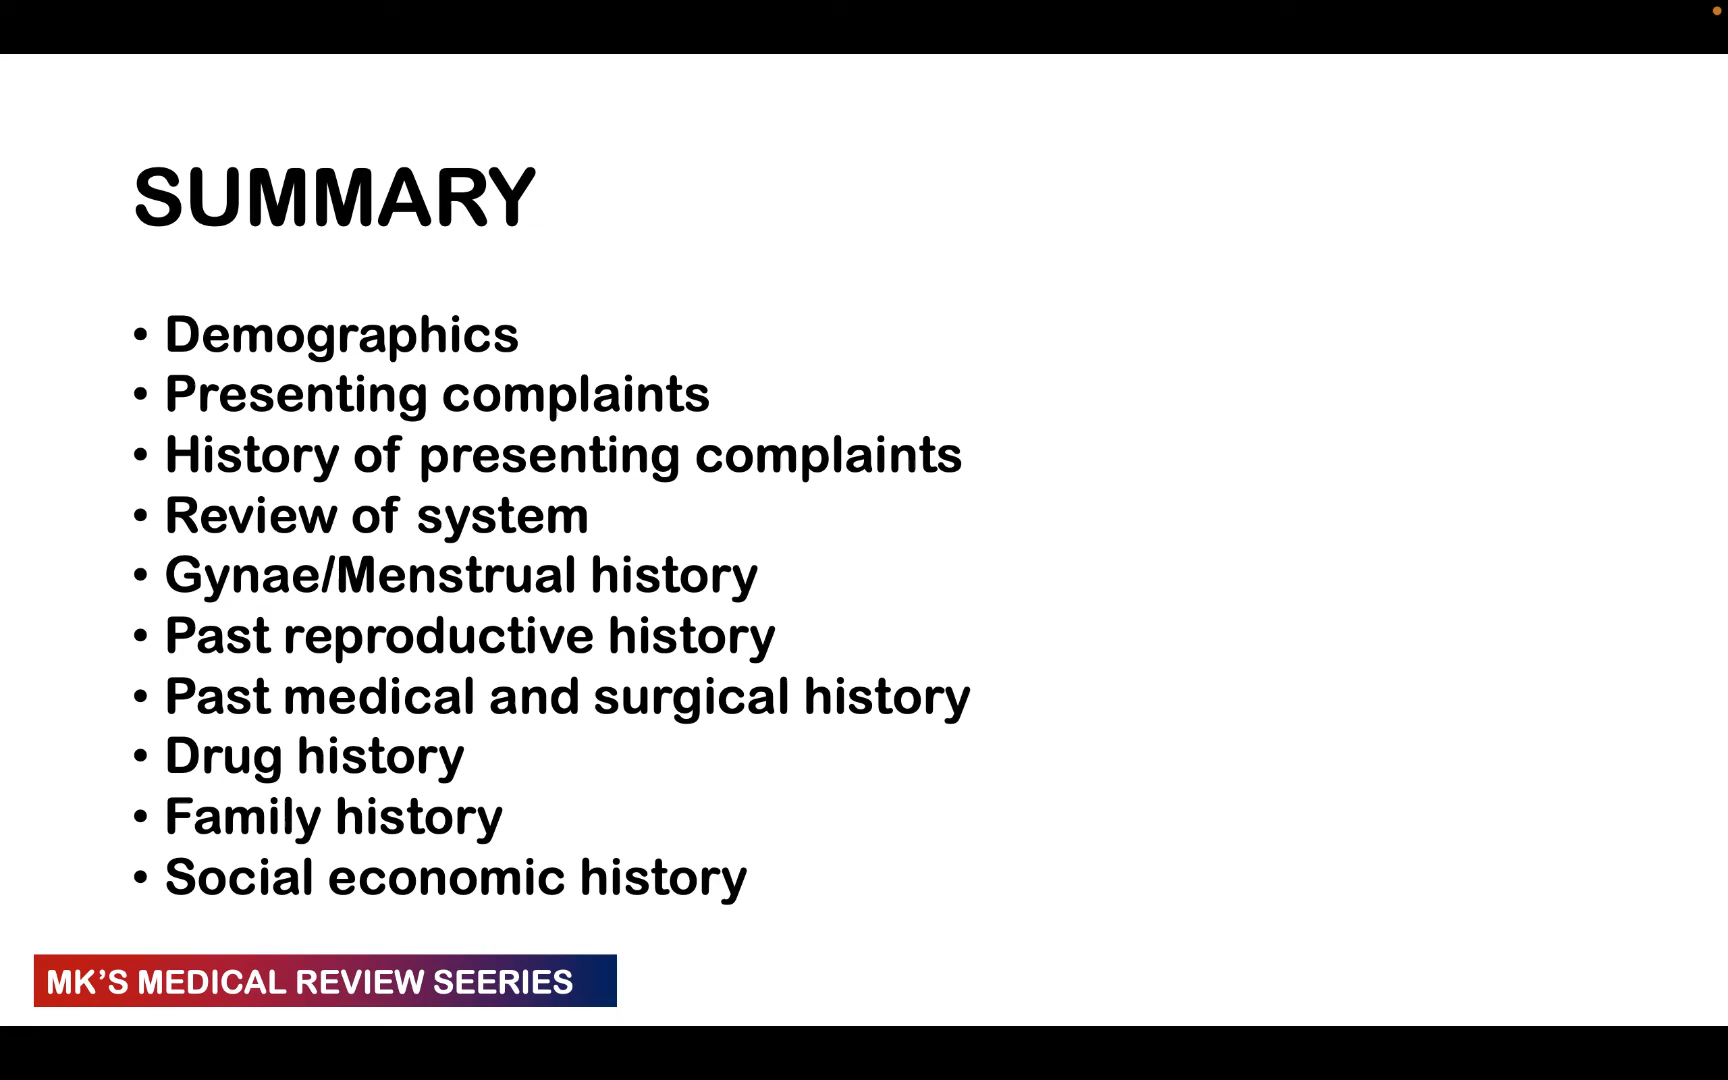 SUMMARY
• Demographics
• Presenting complaints
• History of presenting complaints
• Review of system
• Gynae/Menstrual history
• Past reproductive history
• Past medical and surgical history
• Drug history
• Family history
• Social economic history
MK’S MEDICAL REVIEW SEERIES